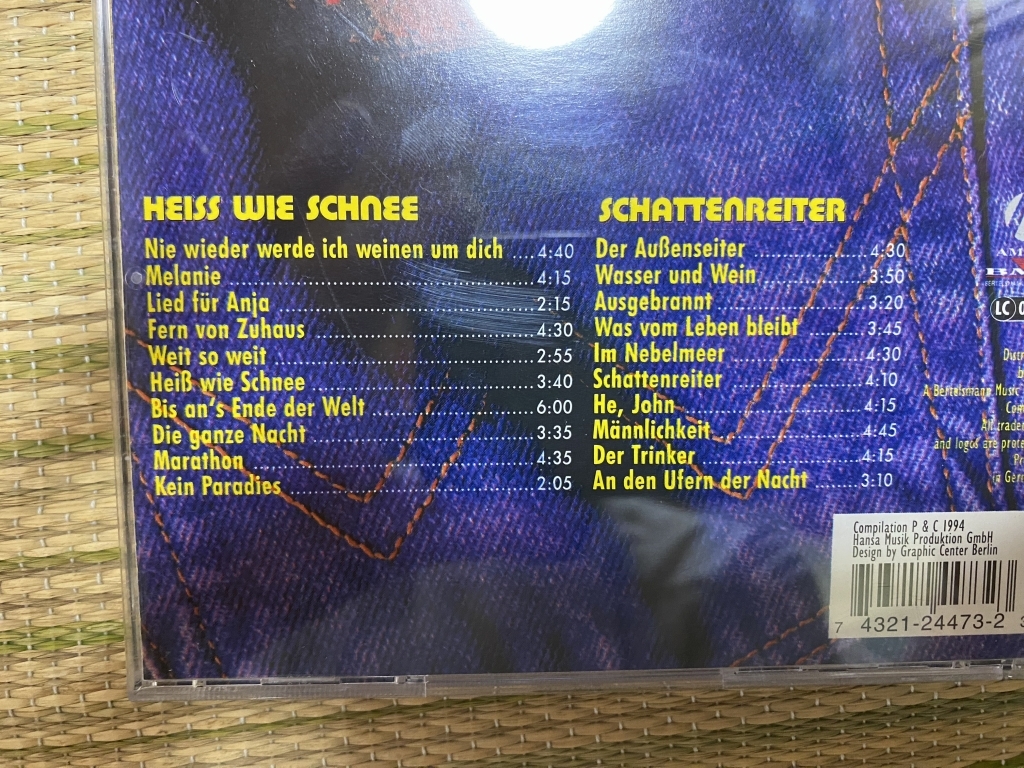 HEISS WIE SCHNEE
Nie wieder werde ich weinen um dich ....4:40
Melanie 4:15
Lied für Anja 2:15
Fern von Zuhaus 4:30
Weit so weit 2:55
Heiß wie Schnee 3:40
Bis an's Ende der Welt 6:00
Die ganze Nacht 3:35
Marathon 4:35
Kein Paradies 2:05
SCHATTENREITER
Der Außenseiter 4:30
Wasser und Wein 3:50
Ausgebrannt 3:20
Was vom Leben bleibt 3:45
Im Nebelmeer 4:30
Schattenreiter 4:10
He, John 4:15
Männlichkeit 4:45
Der Trinker 4:15
An den Ufern der Nacht 3:10
LC
A Bertelsmann Music
All trade
and logos are prote
Compilation P & C 1994
Hansa Musik Produktion GmbH
Design by Graphic Center Berlin
7 4321-24473-2